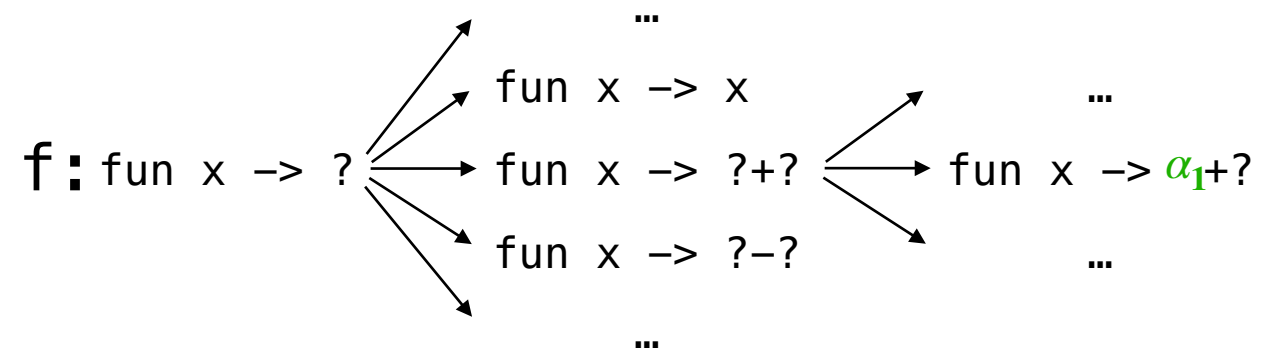 …
fun x –> x
…
f: fun x –> ?
fun x –> ?+?
fun x –> α₁+?
fun x –> ?–?
…
…